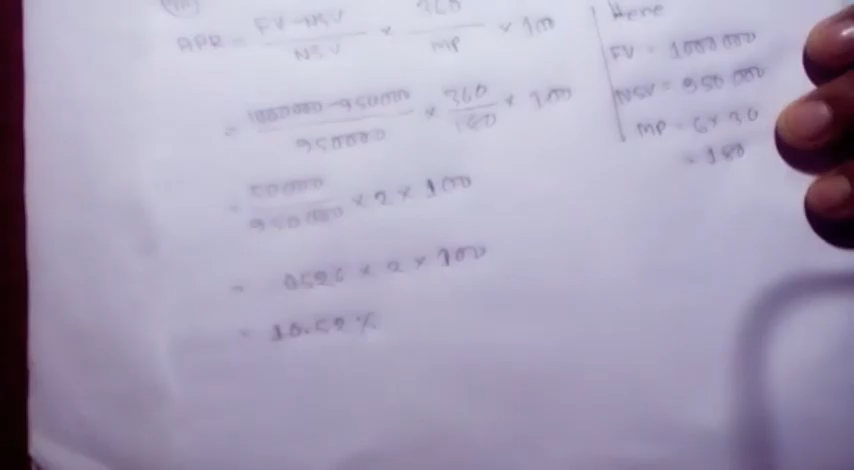 APR = FV - NSV / NSV × 360 / MP × 100
= 1000000 - 950000 / 950000 × 360 / 180 × 100
= 50000 / 950000 × 2 × 100
= .0526 × 2 × 100
= 10.52 %
Here
FV = 1000000
NSV = 950000
MP = 6 × 30
= 180